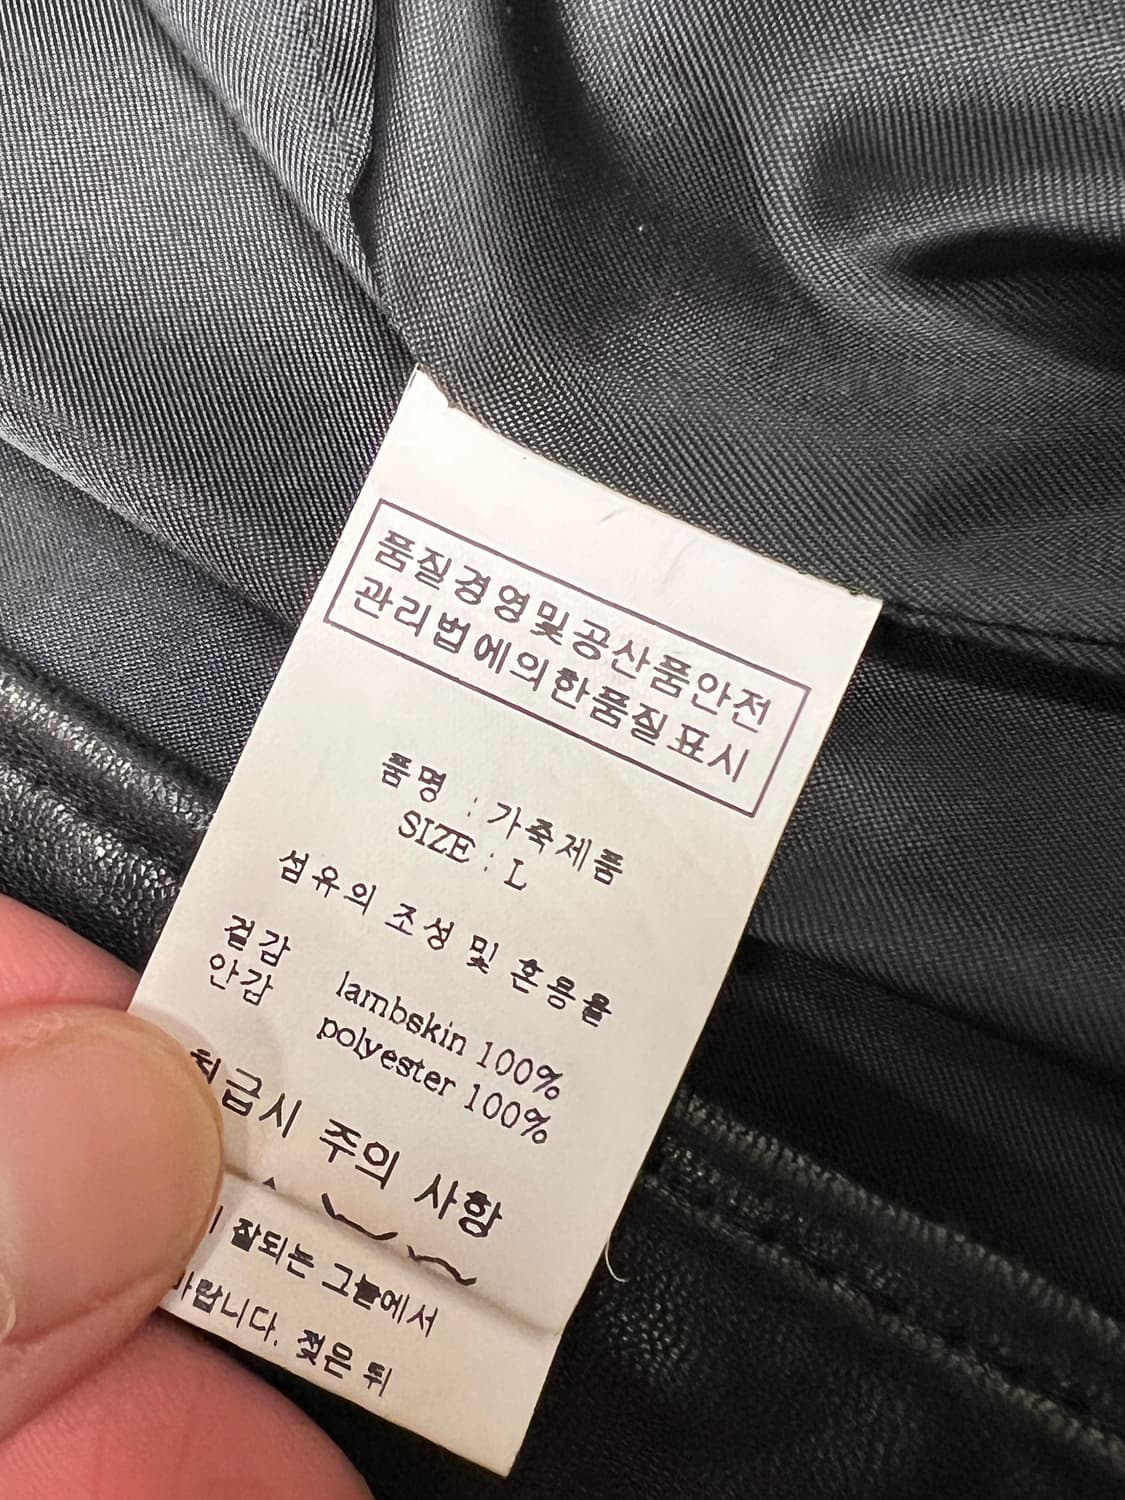 품질경영및공산품안전
관리법에의한품질표시
품명 : 가죽제품
SIZE : L
섬유의 조성 및 혼용율
겉감 lambskin 100%
안감 polyester 100%
취급시 주의 사항
잘되는 그늘에서
바랍니다. 젖은 뒤